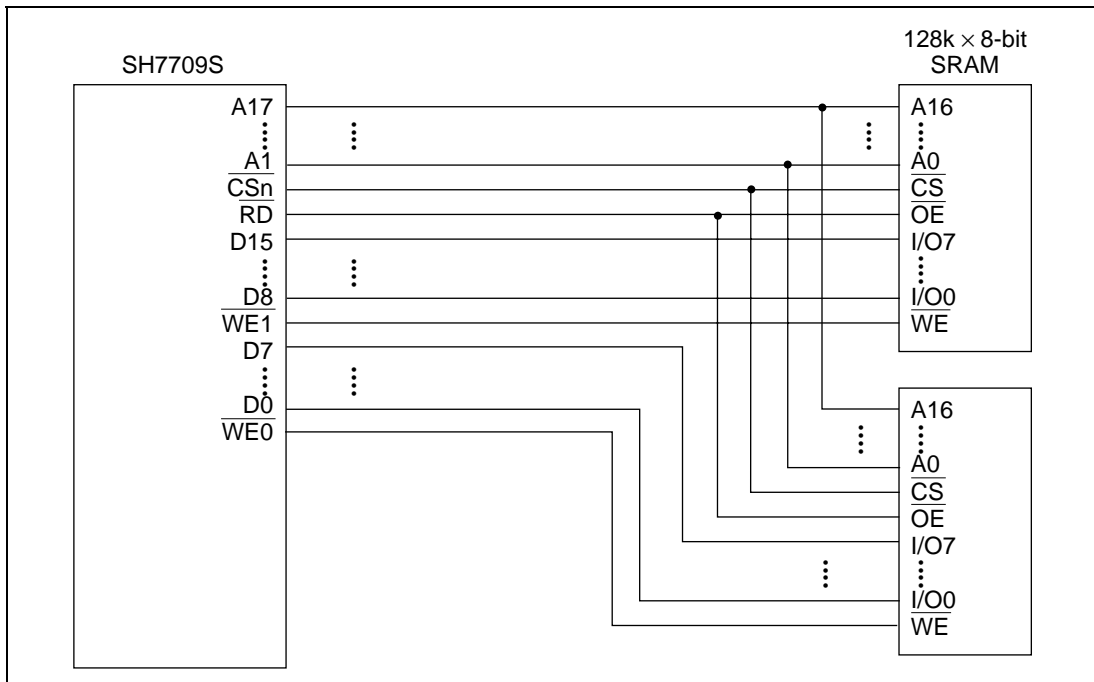 SH7709S
A17
A1
CSn
RD
D15
D8
WE1
D7
D0
WE0
128k × 8-bit
SRAM
A16
A0
CS
OE
I/O7
I/O0
WE
A16
A0
CS
OE
I/O7
I/O0
WE